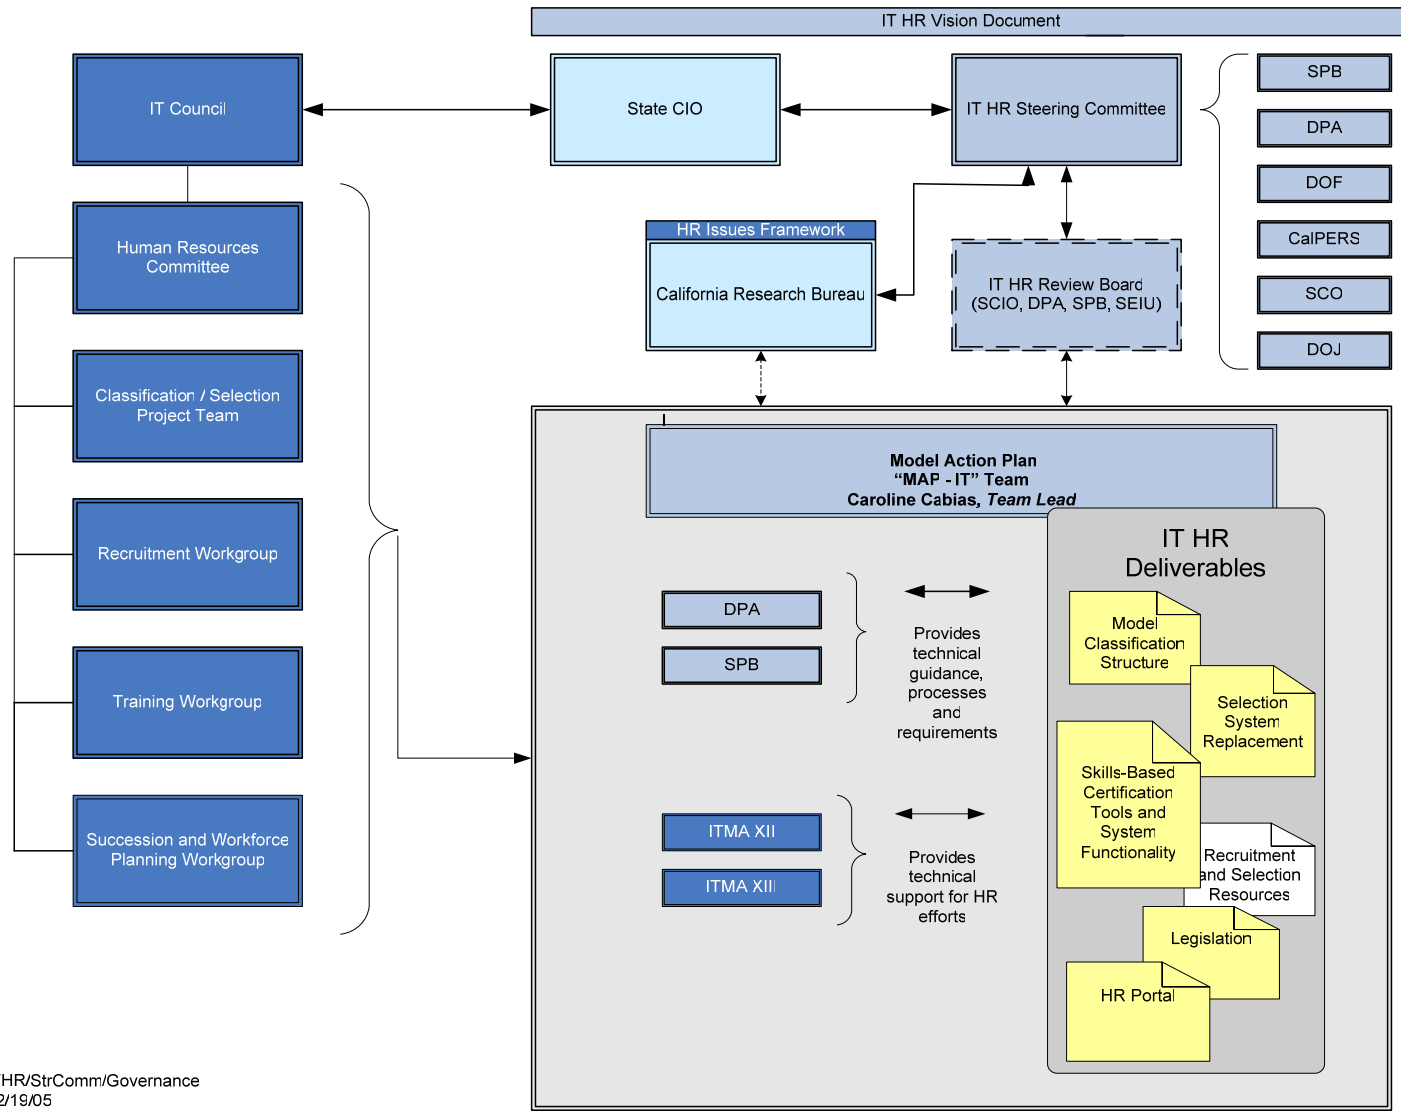 IT HR Vision Document
IT Council
State CIO
IT HR Steering Committee
SPB
DPA
DOF
CalPERS
SCO
DOJ
Human Resources
Committee
HR Issues Framework
California Research Bureau
IT HR Review Board
(SCIO, DPA, SPB, SEIU)
Classification / Selection
Project Team
Recruitment Workgroup
Training Workgroup
Succession and Workforce
Planning Workgroup
Model Action Plan
“MAP - IT” Team
Caroline Cabias, Team Lead
DPA
SPB
Provides
technical
guidance,
processes
and
requirements
ITMA XII
ITMA XIII
Provides
technical
support for HR
efforts
IT HR
Deliverables
Model
Classification
Structure
Selection
System
Replacement
Skills-Based
Certification
Tools and
System
Functionality
Recruitment
and Selection
Resources
Legislation
HR Portal
/HR/StrComm/Governance
2/19/05